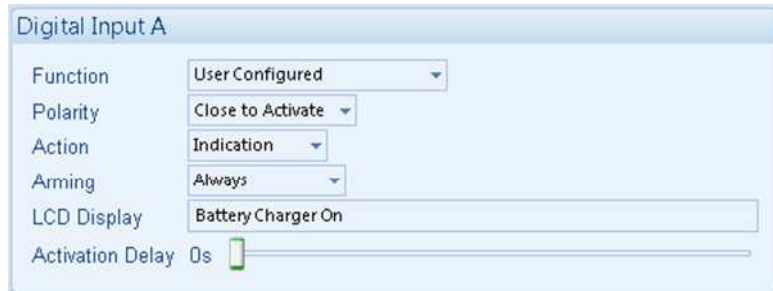 Digital Input A
Function User Configured
Polarity Close to Activate
Action Indication
Arming Always
LCD Display Battery Charger On
Activation Delay 0s